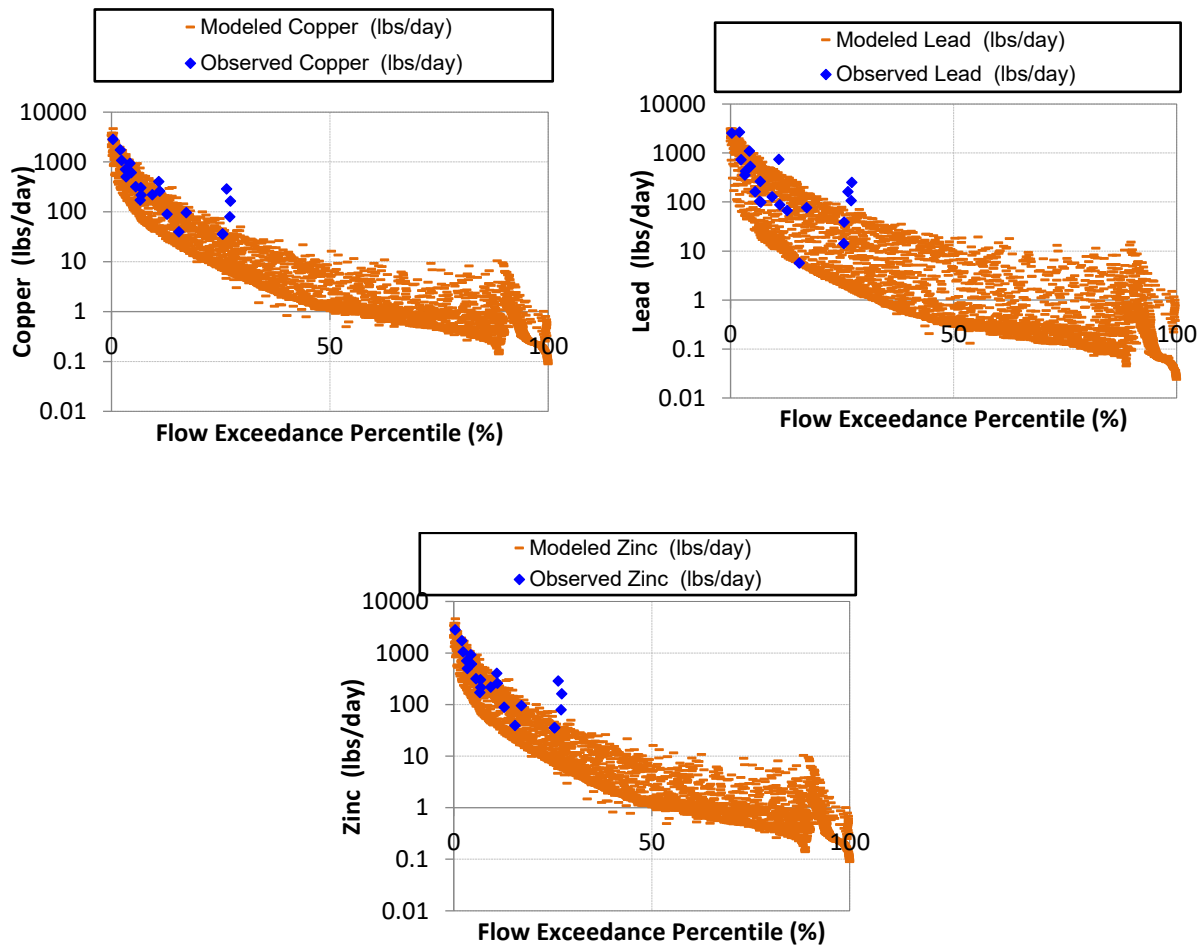 Modeled Copper (lbs/day)
Observed Copper (lbs/day)
10000
1000
100
10
1
0.1
0.01
0
50
100
Copper (lbs/day)
Flow Exceedance Percentile (%)
Modeled Lead (lbs/day)
Observed Lead (lbs/day)
10000
1000
100
10
1
0.1
0.01
0
50
100
Lead (lbs/day)
Flow Exceedance Percentile (%)
Modeled Zinc (lbs/day)
Observed Zinc (lbs/day)
10000
1000
100
10
1
0.1
0.01
0
50
100
Zinc (lbs/day)
Flow Exceedance Percentile (%)